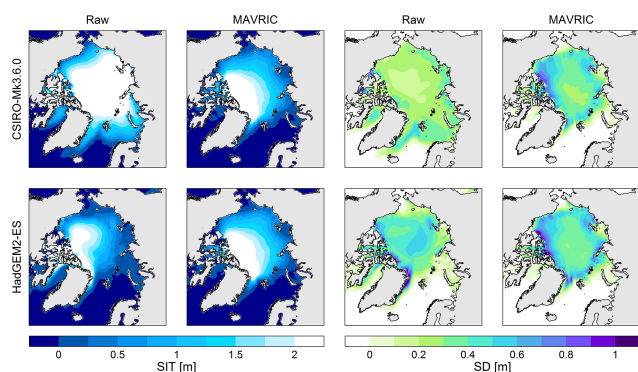 Raw MAVRIC Raw MAVRIC
CSIRO-Mk3.6.0
HadGEM2-ES
0 0.5 1 1.5 2 0 0.2 0.4 0.6 0.8 1
SIT [m] SD [m]